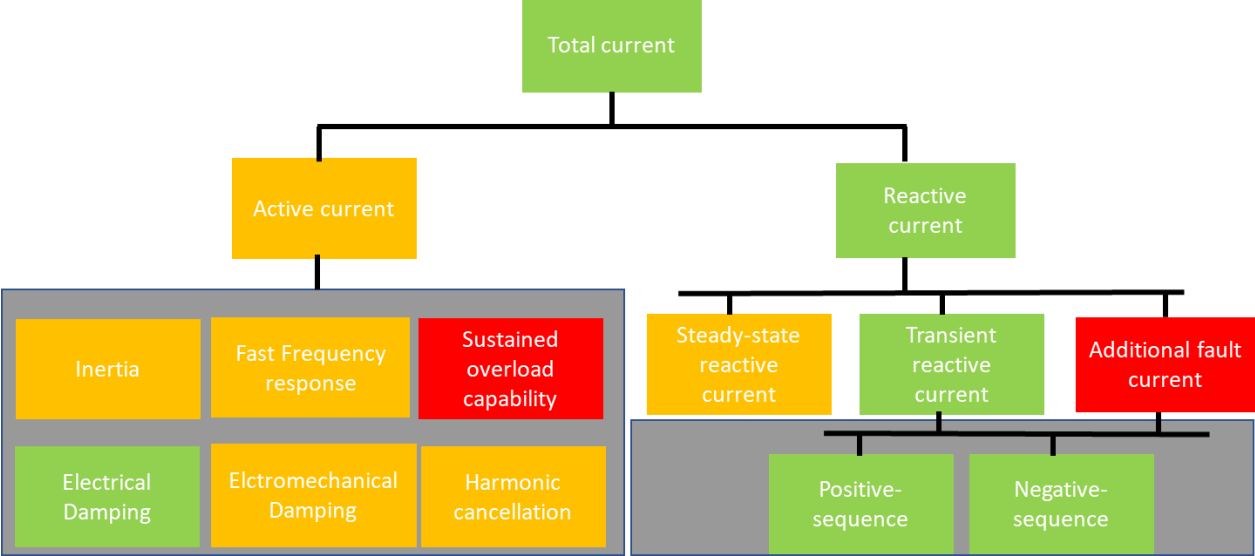 Total current
Active current
Reactive
current
Inertia
Fast Frequency
response
Sustained
overload
capability
Steady-state
reactive
current
Transient
reactive
current
Additional fault
current
Electrical
Damping
Elctromechanical
Damping
Harmonic
cancellation
Positive-
sequence
Negative-
sequence